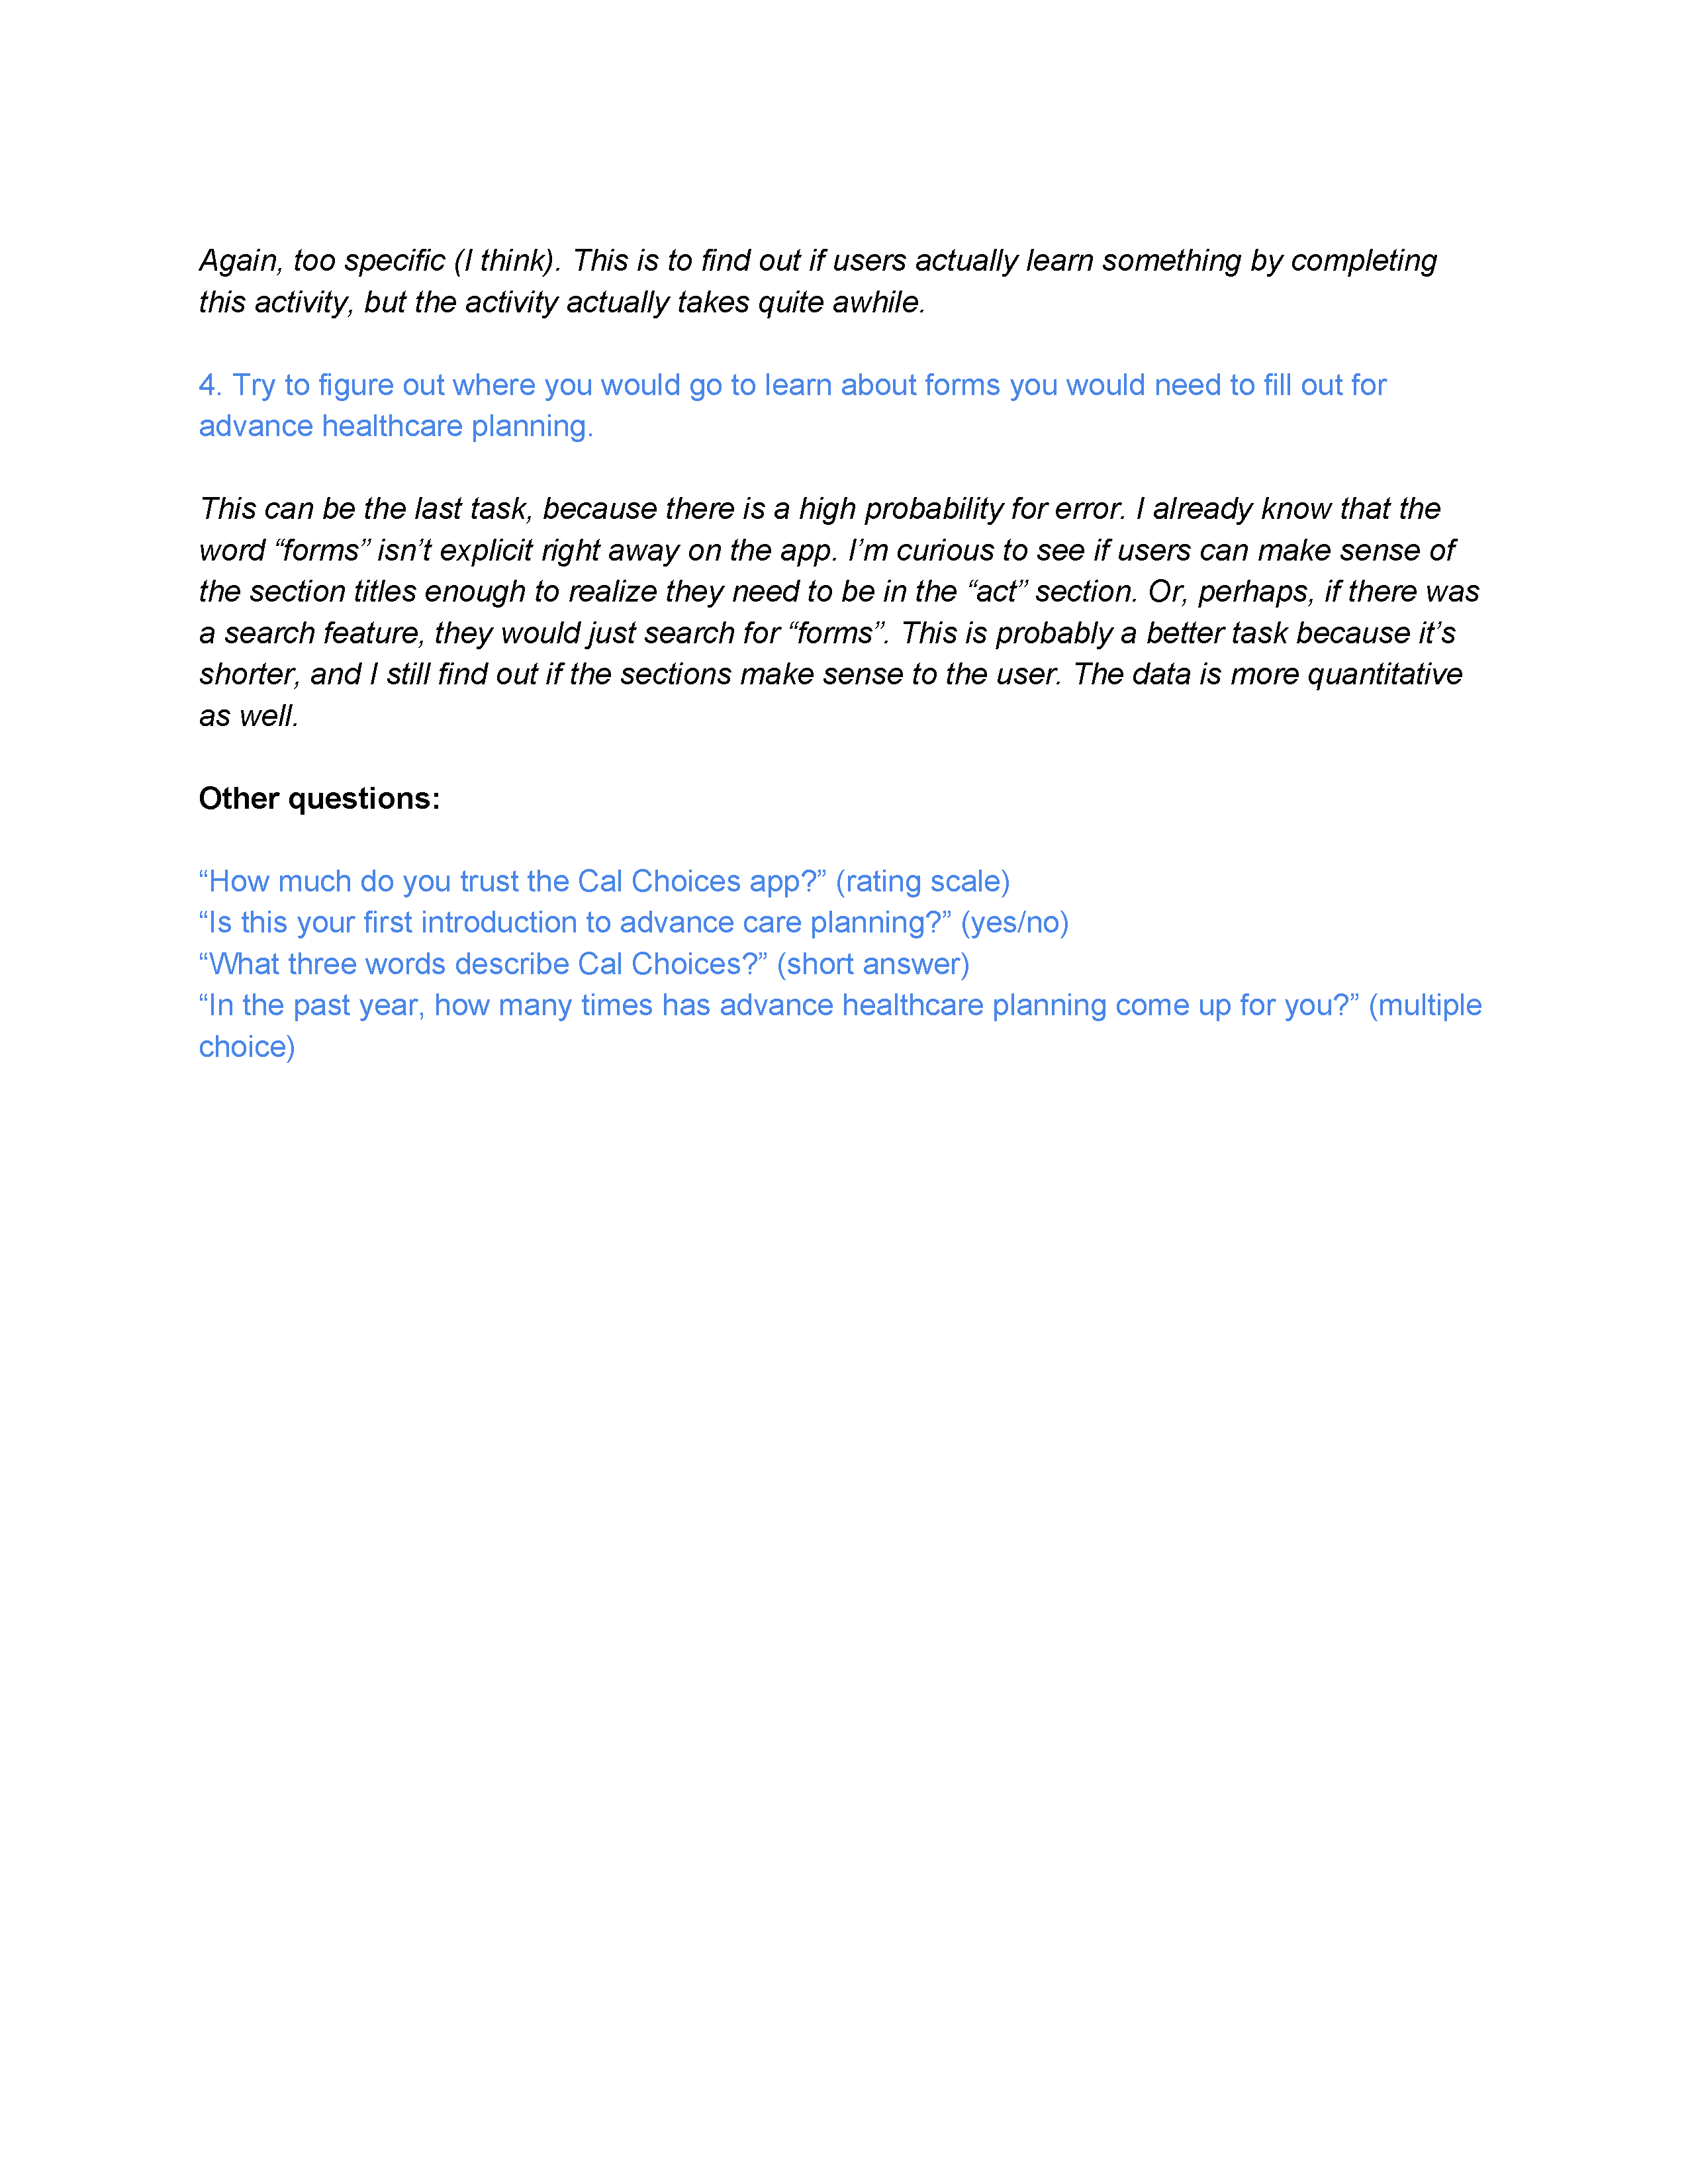 Again, too specific (I think). This is to find out if users actually learn something by completing
this activity, but the activity actually takes quite awhile.
4. Try to figure out where you would go to learn about forms you would need to fill out for
advance healthcare planning.
This can be the last task, because there is a high probability for error. I already know that the
word “forms” isn’t explicit right away on the app. I’m curious to see if users can make sense of
the section titles enough to realize they need to be in the “act” section. Or, perhaps, if there was
a search feature, they would just search for “forms”. This is probably a better task because it’s
shorter, and I still find out if the sections make sense to the user. The data is more quantitative
as well.
Other questions:
“How much do you trust the Cal Choices app?” (rating scale)
“Is this your first introduction to advance care planning?” (yes/no)
“What three words describe Cal Choices?” (short answer)
“In the past year, how many times has advance healthcare planning come up for you?” (multiple
choice)